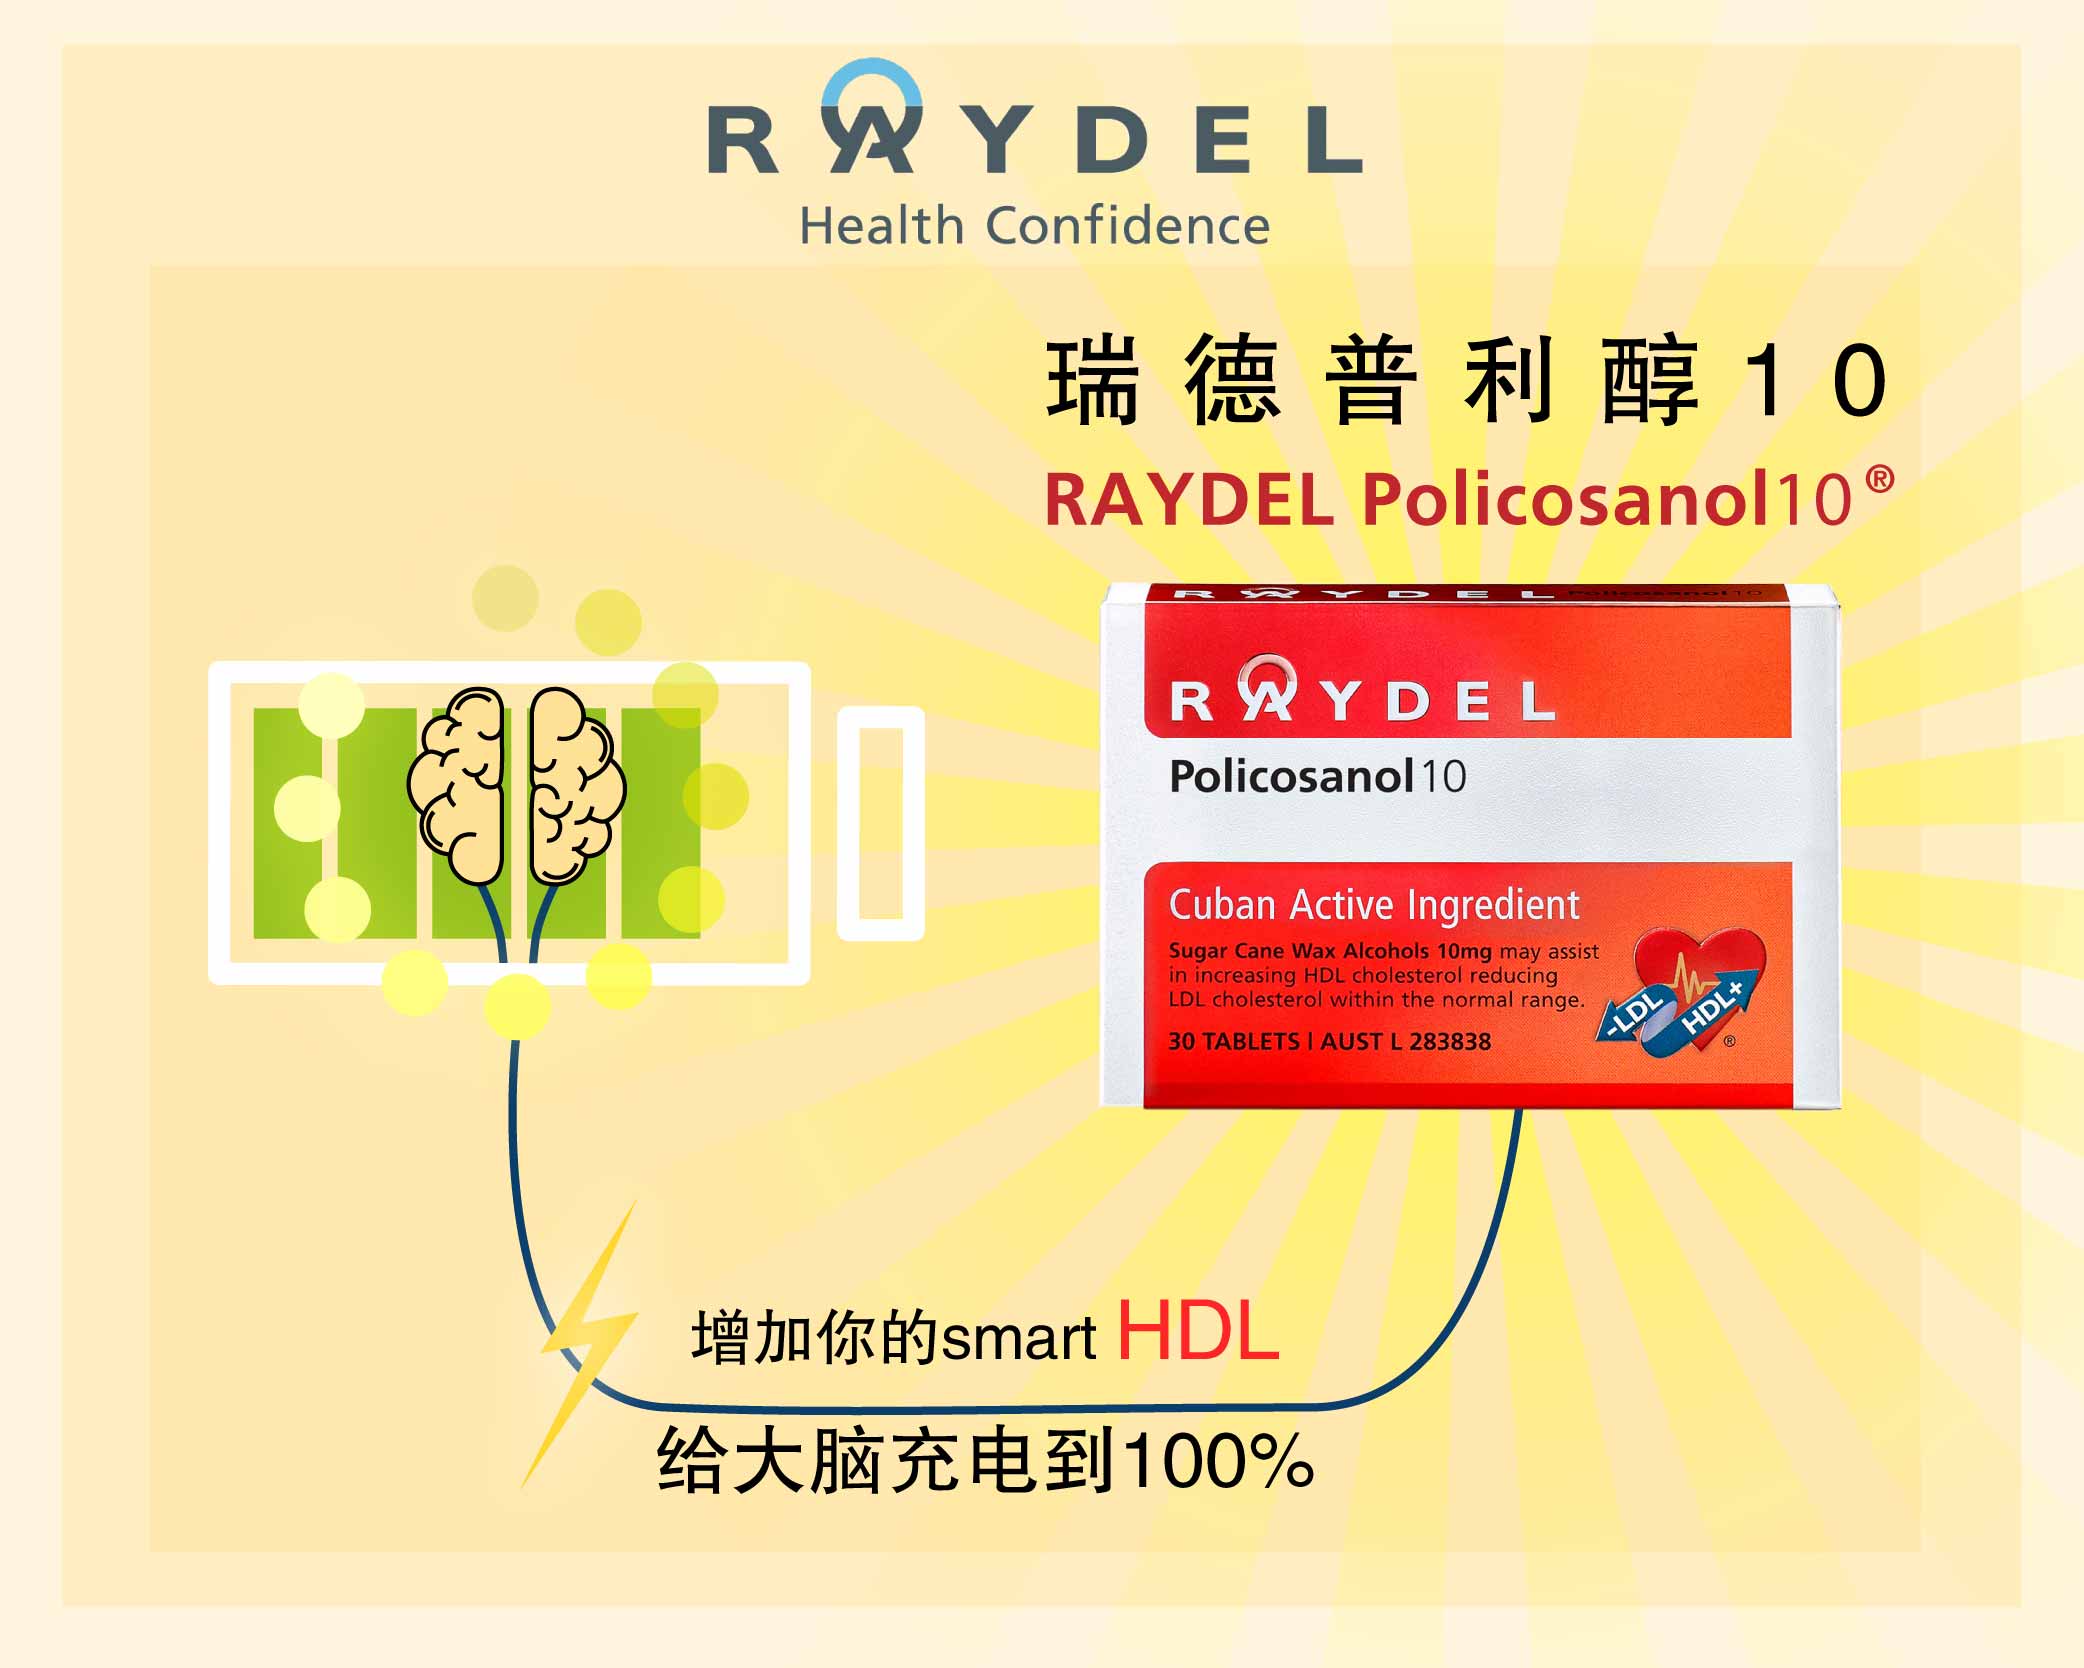 RAYDEL
Health Confidence
瑞德普利醇10
RAYDEL Policosanol10®
RAYDEL Policosanol10
RAYDEL
Policosanol10
Cuban Active Ingredient
Sugar Cane Wax Alcohols 10mg may assist
in increasing HDL cholesterol reducing
LDL cholesterol within the normal range.
30 TABLETS | AUST L 283838
-LDL
HDL+
®
增加你的smart HDL
给大脑充电到100%